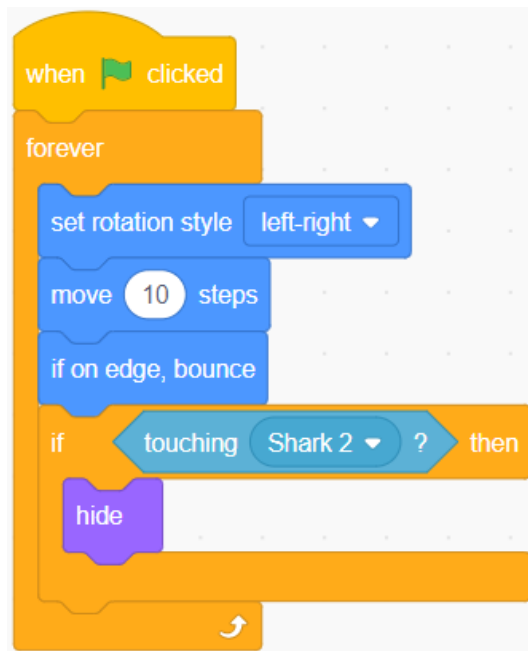 when clicked
forever
set rotation style left-right
move 10 steps
if on edge, bounce
if touching Shark 2 ? then
hide